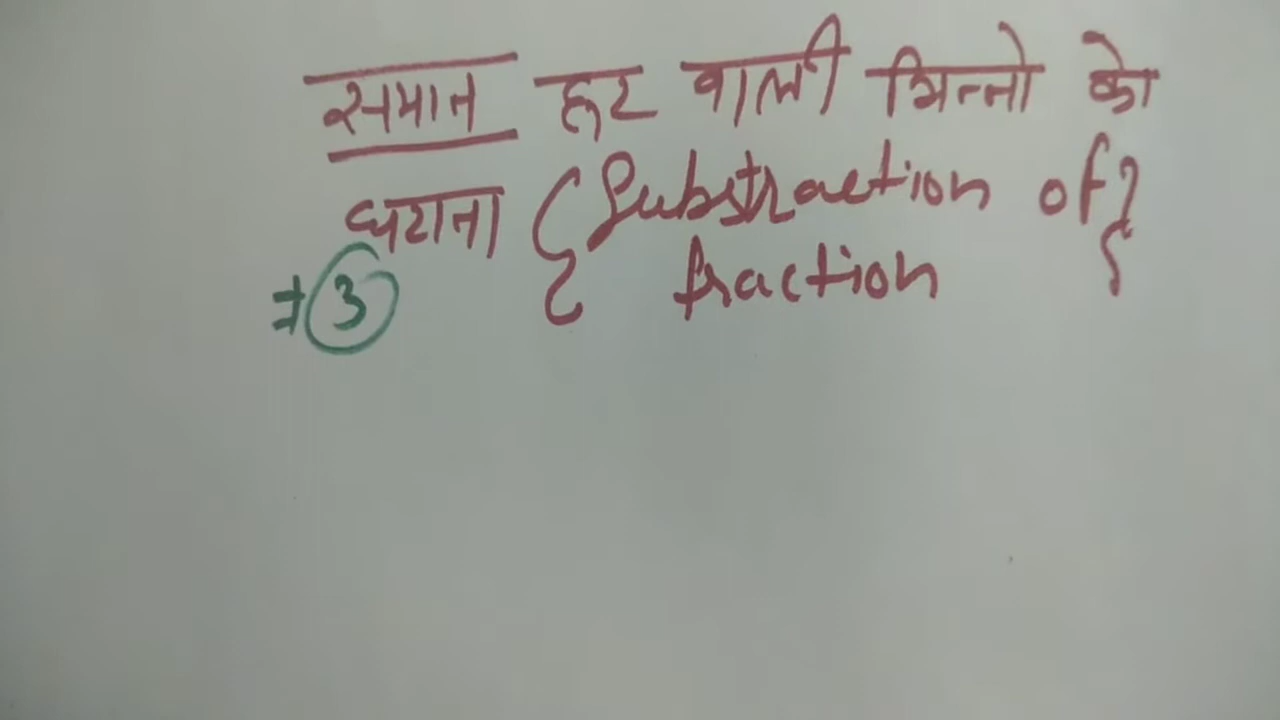 समान हर वाली भिन्नो को
घटाना { Substraction of }
fraction
⇒ 3